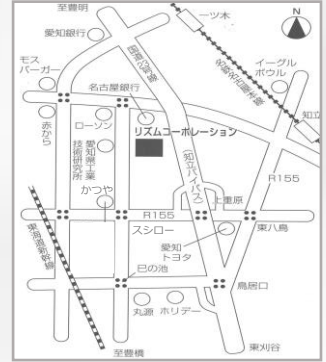 至豊明
一ツ木
N
愛知銀行
モス
バーガー
国道23号線
名鉄名古屋本線
イーグル
ボウル
名古屋銀行
知立
赤から
ローソン
リズムコーポレーション
愛知県工業
技術研究所
(知立バイパス)
かつや
R155
上重原
R155
スシロー
東八島
東海道新幹線
愛知
トヨタ
巳の池
鳥居口
丸源
ホリデー
東刈谷
至豊橋